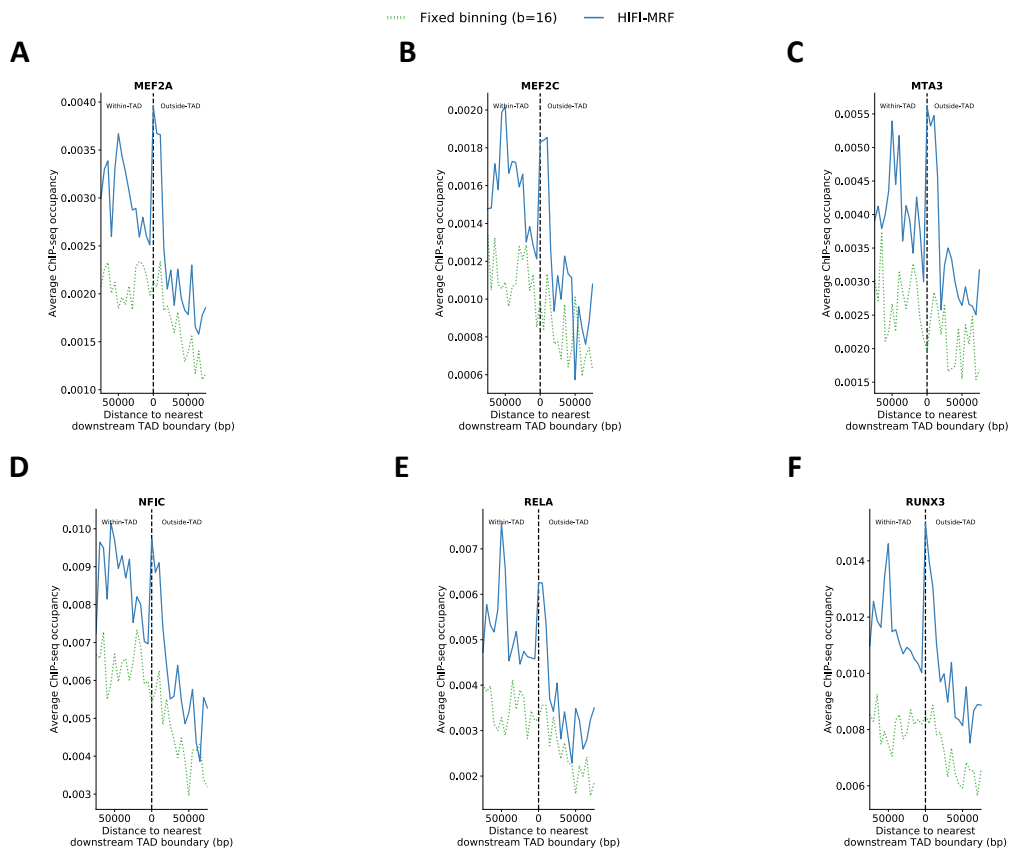 Fixed binning (b=16) HIFI-MRF
A
MEF2A
Within-TAD Outside-TAD
Average ChIP-seq occupancy
0.0040
0.0035
0.0030
0.0025
0.0020
0.0015
0.0010
50000 0 50000
Distance to nearest
downstream TAD boundary (bp)
B
MEF2C
Within-TAD Outside-TAD
Average ChIP-seq occupancy
0.0020
0.0018
0.0016
0.0014
0.0012
0.0010
0.0008
0.0006
50000 0 50000
Distance to nearest
downstream TAD boundary (bp)
C
MTA3
Within-TAD Outside-TAD
Average ChIP-seq occupancy
0.0055
0.0050
0.0045
0.0040
0.0035
0.0030
0.0025
0.0020
0.0015
50000 0 50000
Distance to nearest
downstream TAD boundary (bp)
D
NFIC
Within-TAD Outside-TAD
Average ChIP-seq occupancy
0.010
0.009
0.008
0.007
0.006
0.005
0.004
0.003
50000 0 50000
Distance to nearest
downstream TAD boundary (bp)
E
RELA
Within-TAD Outside-TAD
Average ChIP-seq occupancy
0.007
0.006
0.005
0.004
0.003
0.002
50000 0 50000
Distance to nearest
downstream TAD boundary (bp)
F
RUNX3
Within-TAD Outside-TAD
Average ChIP-seq occupancy
0.014
0.012
0.010
0.008
0.006
50000 0 50000
Distance to nearest
downstream TAD boundary (bp)